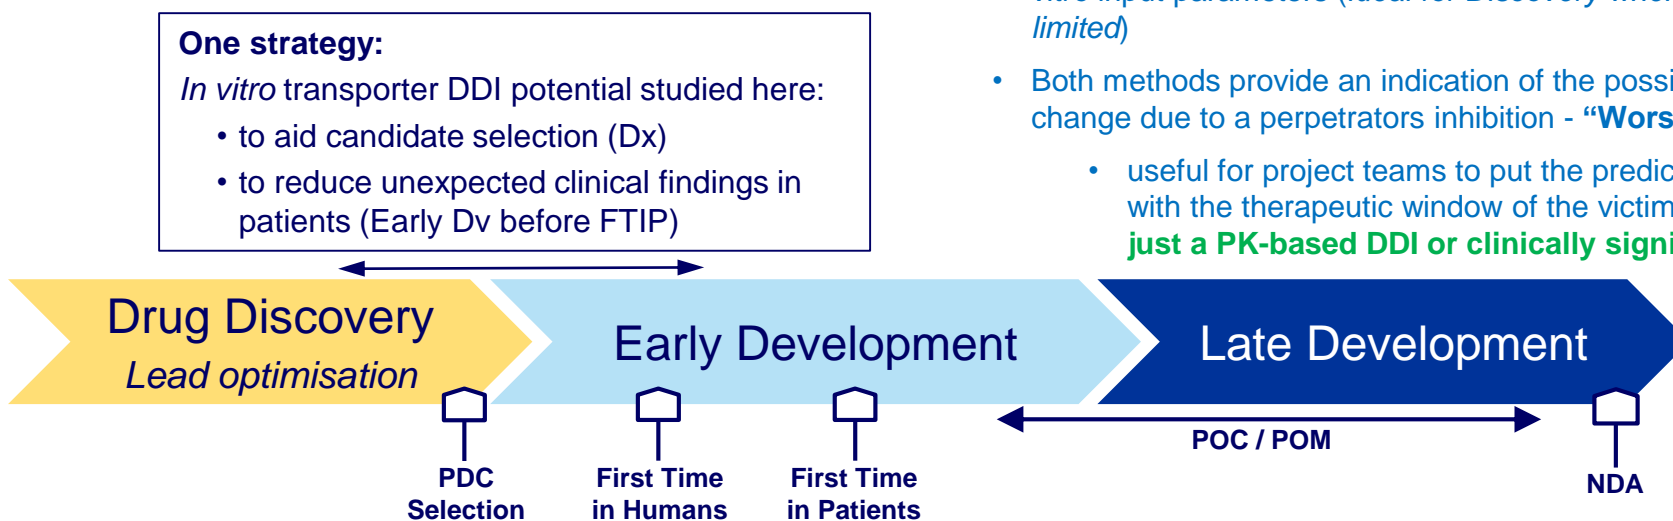 One strategy:
In vitro transporter DDI potential studied here:
• to aid candidate selection (Dx)
• to reduce unexpected clinical findings in
patients (Early Dv before FTIP)
limited)
• Both methods provide an indication of the
change due to a perpetrators inhibition -
• useful for project teams to put the
with the therapeutic window of the victim
just a PK-based DDI or clinically
Drug Discovery
Lead optimisation
Early Development
Late Development
PDC
Selection
First Time
in Humans
First Time
in Patients
POC / POM
NDA